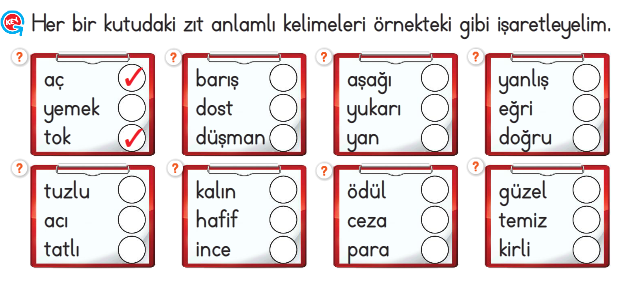 Her bir kutudaki zıt anlamlı kelimeleri örnekteki gibi işaretleyelim.
?
aç
yemek
tok
?
barış
dost
düşman
?
aşağı
yukarı
yan
?
yanlış
eğri
doğru
?
tuzlu
acı
tatlı
?
kalın
hafif
ince
?
ödül
ceza
para
?
güzel
temiz
kirli